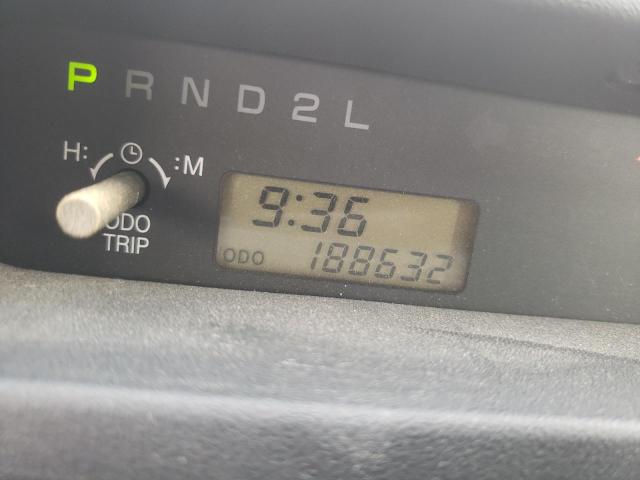 P R N D 2 L
H: :M
ODO
TRIP
9:36
ODO 188632